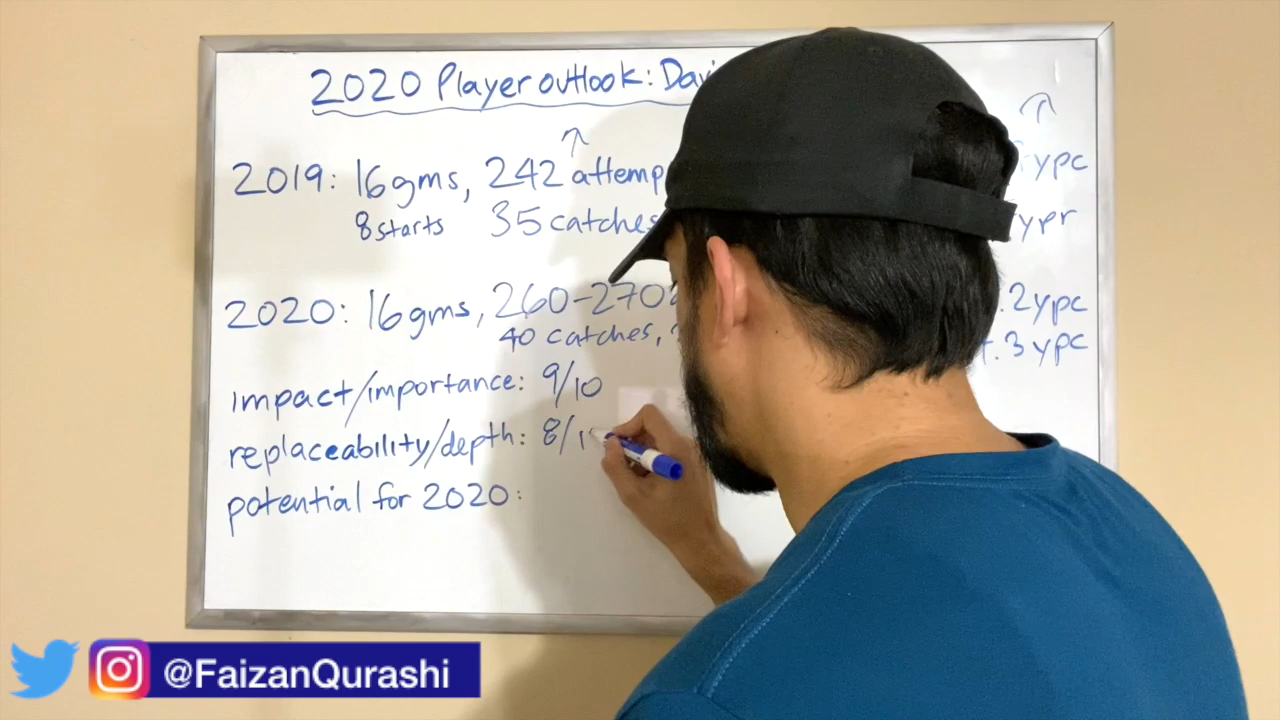 2020 Player outlook: Davi
2019: 16gms, 242 attemp ypc
8 starts 35 catches ypr
2020: 16gms, 260-270 .2 ypc
40 catches, .3 ypc
impact/importance: 9/10
replaceability/depth: 8/1
potential for 2020:
@FaizanQurashi